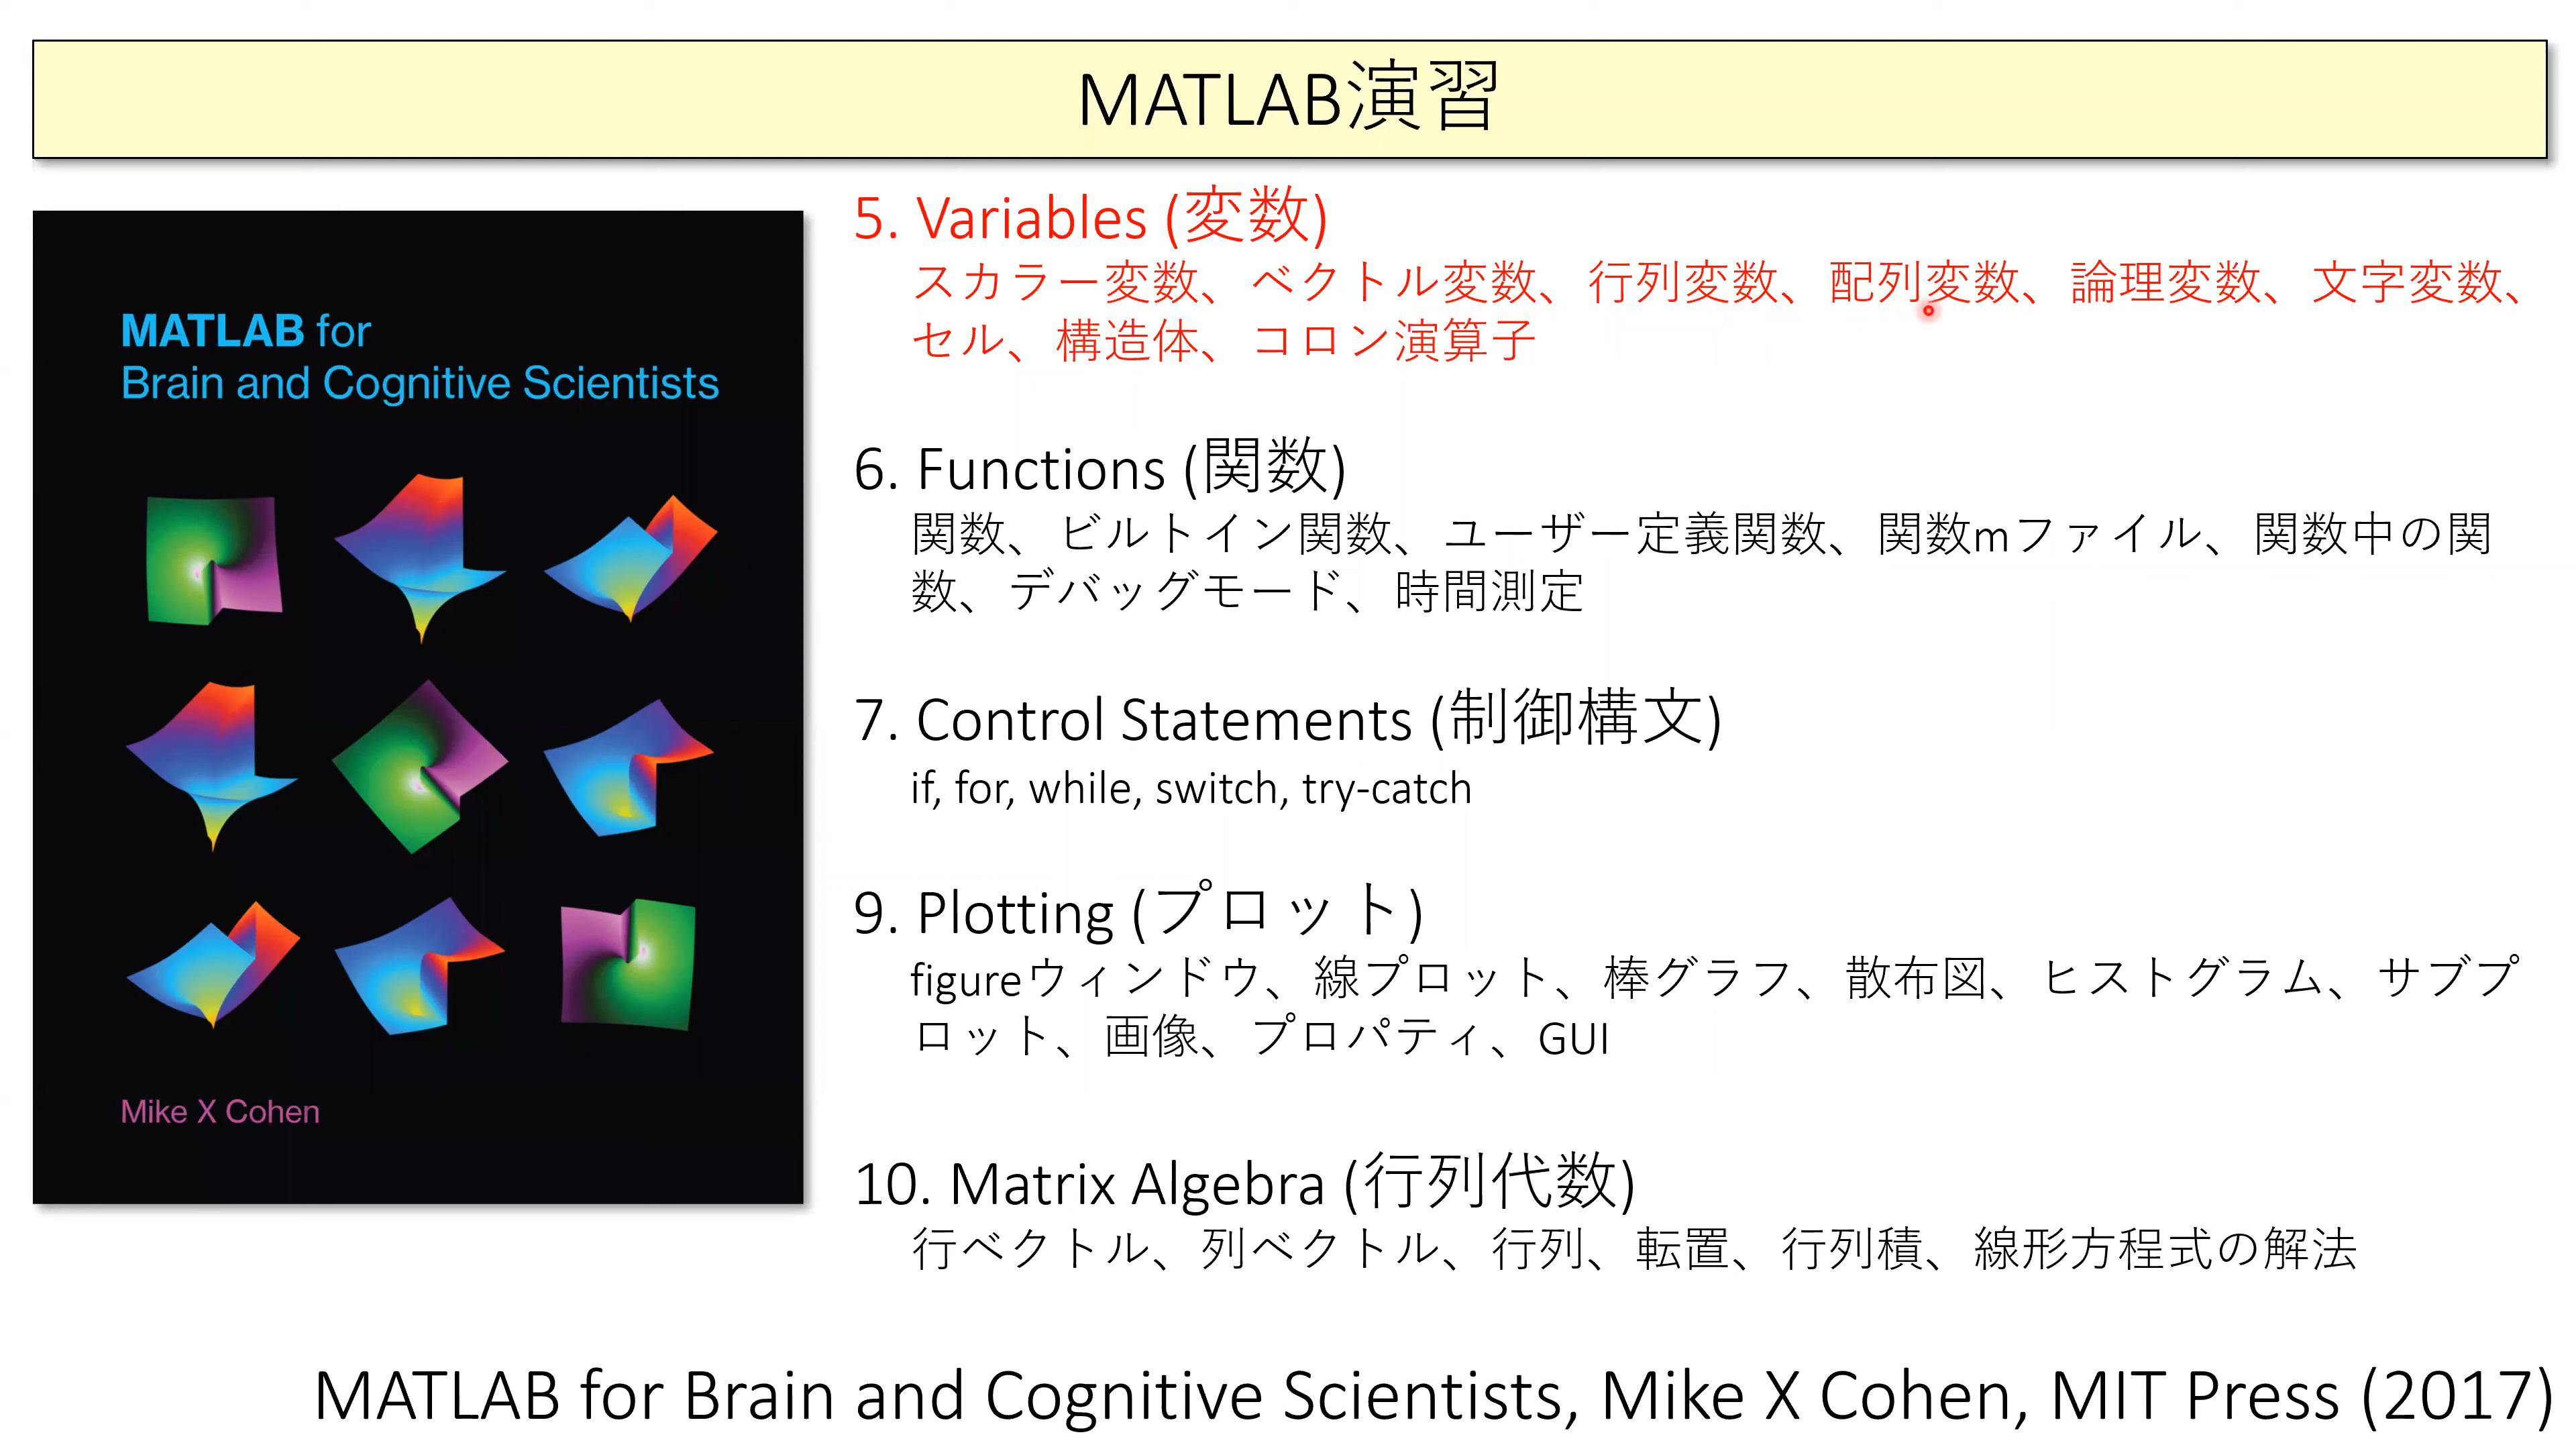 MATLAB演習
MATLAB for
Brain and Cognitive Scientists
Mike X Cohen
5. Variables (変数)
スカラー変数、ベクトル変数、行列変数、配列変数、論理変数、文字変数、
セル、構造体、コロン演算子
6. Functions (関数)
関数、ビルトイン関数、ユーザー定義関数、関数mファイル、関数中の関
数、デバッグモード、時間測定
7. Control Statements (制御構文)
if, for, while, switch, try-catch
9. Plotting (プロット)
figureウィンドウ、線プロット、棒グラフ、散布図、ヒストグラム、サブプ
ロット、画像、プロパティ、GUI
10. Matrix Algebra (行列代数)
行ベクトル、列ベクトル、行列、転置、行列積、線形方程式の解法
MATLAB for Brain and Cognitive Scientists, Mike X Cohen, MIT Press (2017)